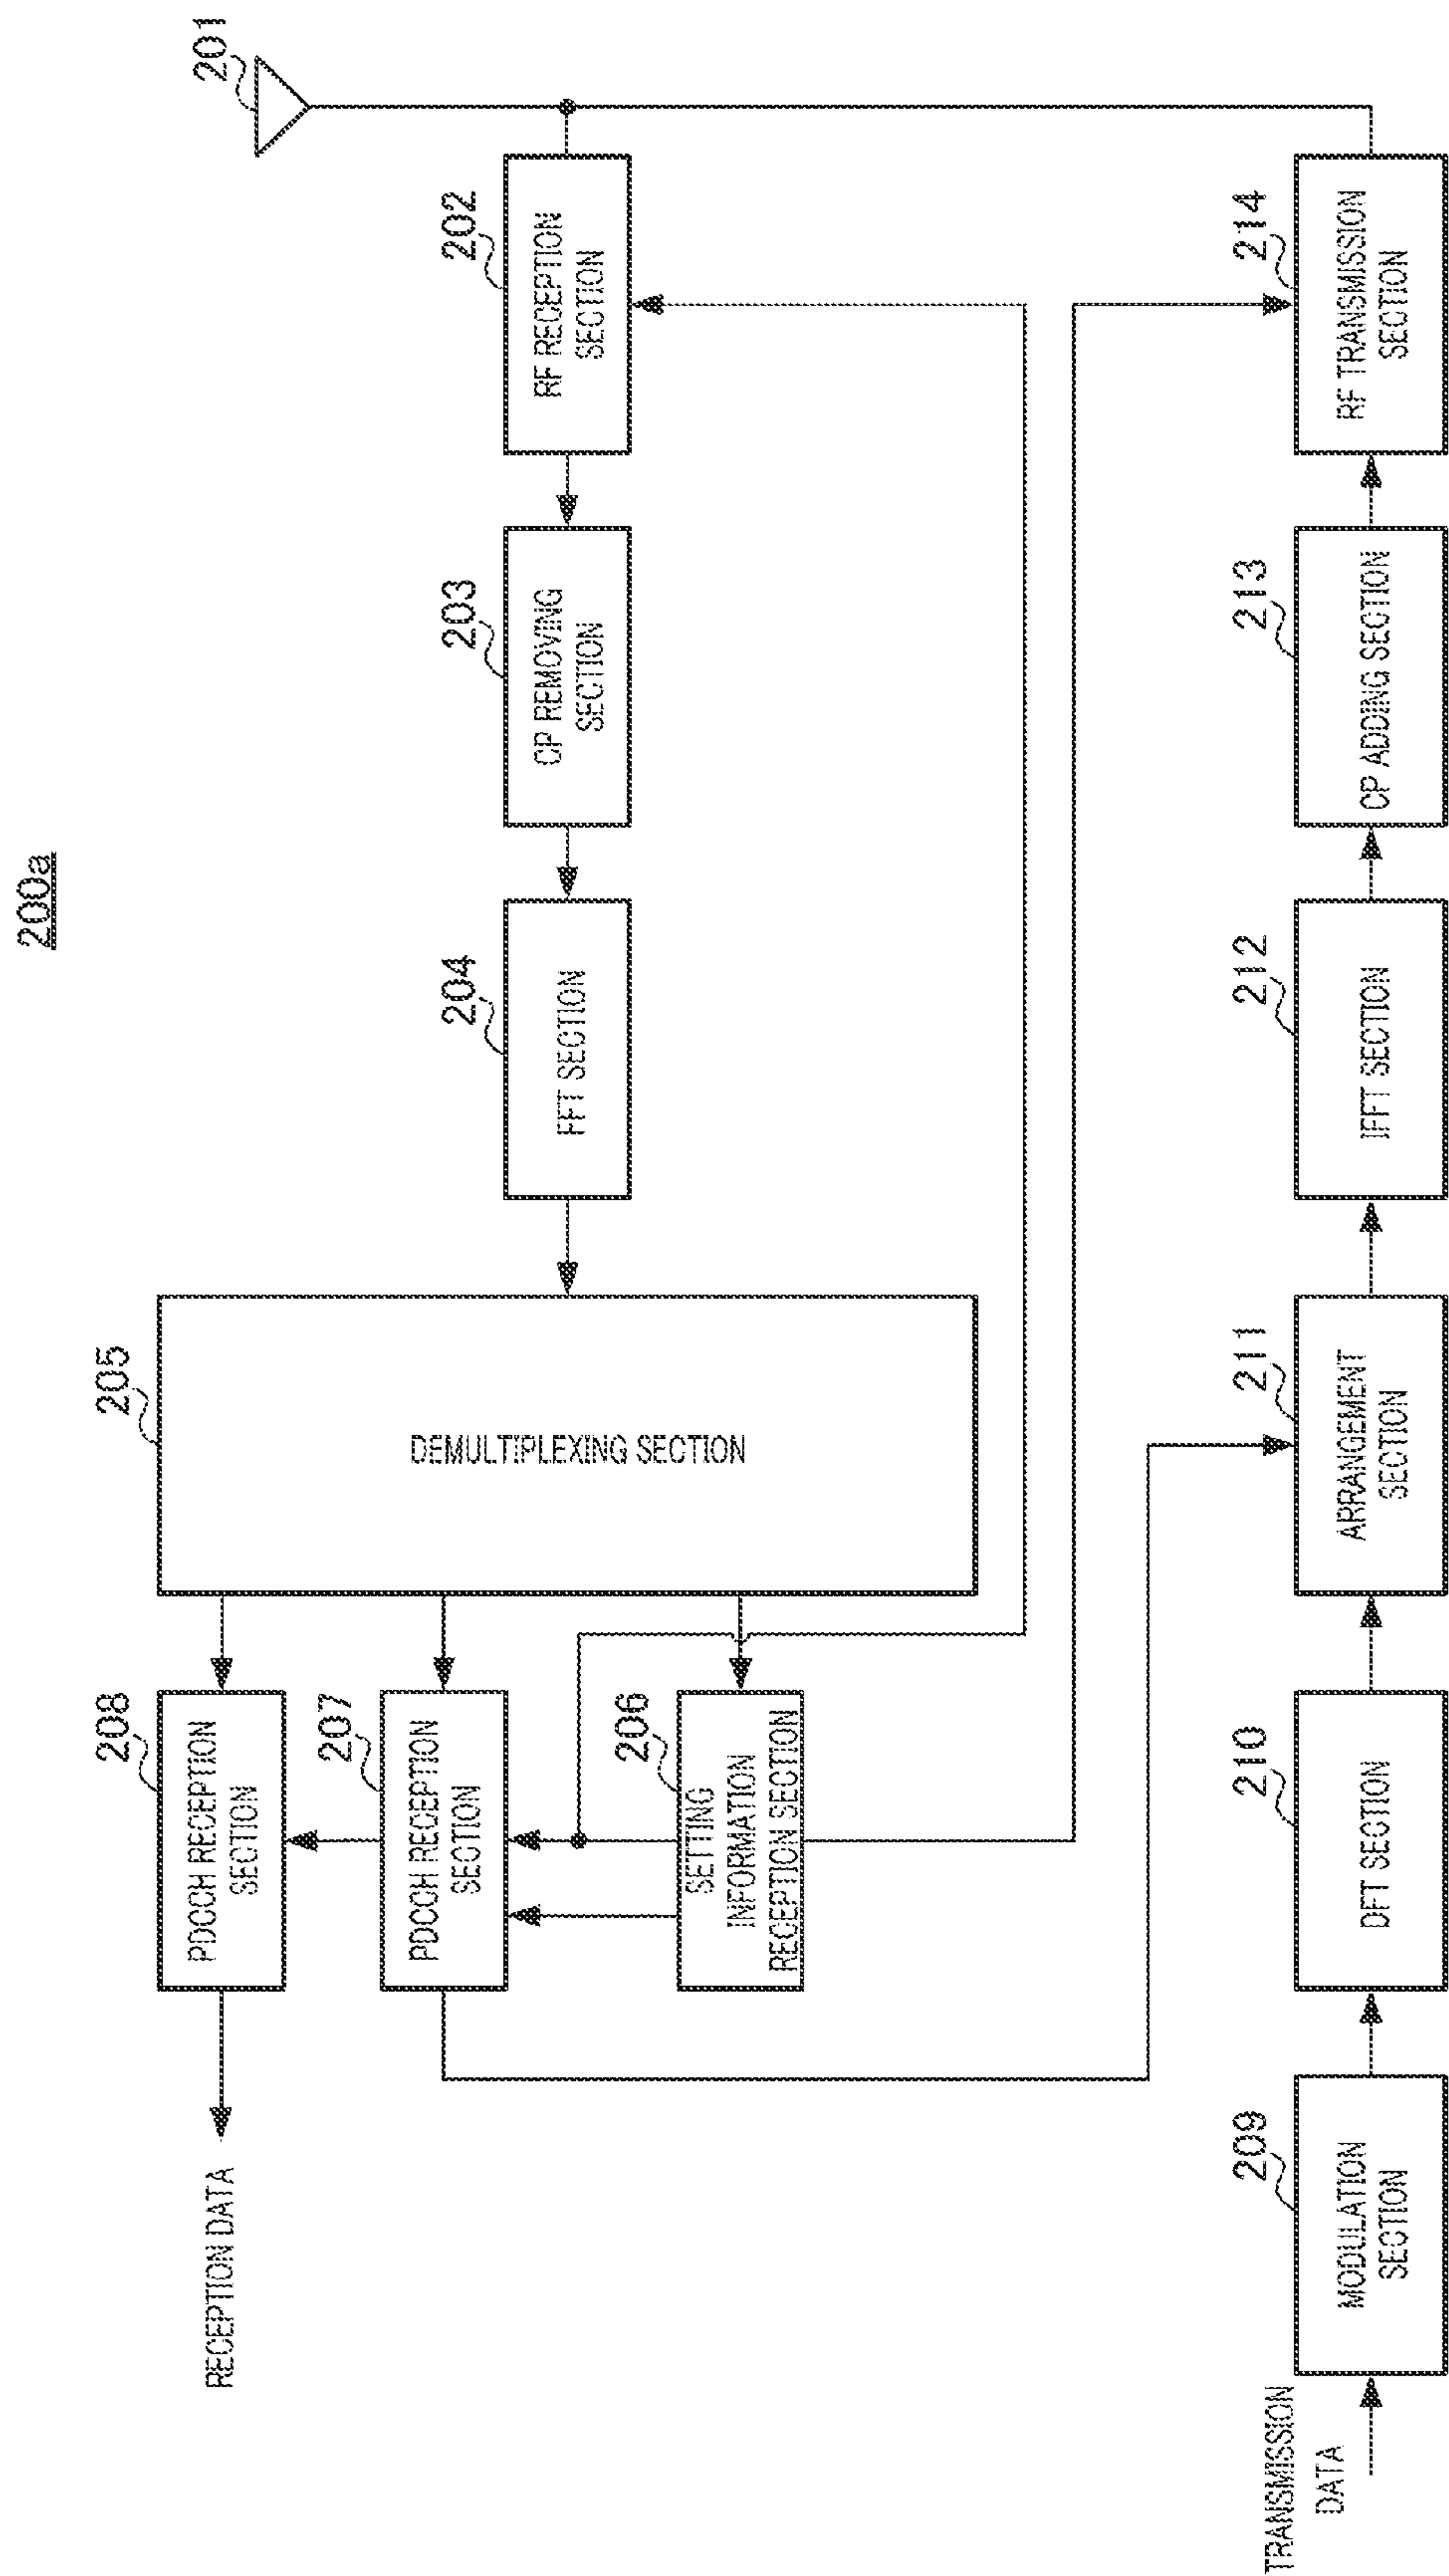 200a
201
RECEPTION DATA
208
PDCCH RECEPTION
SECTION
207
PDCCH RECEPTION
SECTION
206
SETTING
INFORMATION
RECEPTION SECTION
205
DEMULTIPLEXING SECTION
204
FFT SECTION
203
CP REMOVING
SECTION
202
RF RECEPTION
SECTION
TRANSMISSION
DATA
209
MODULATION
SECTION
210
DFT SECTION
211
ARRANGEMENT
SECTION
212
IFFT SECTION
213
CP ADDING SECTION
214
RF TRANSMISSION
SECTION